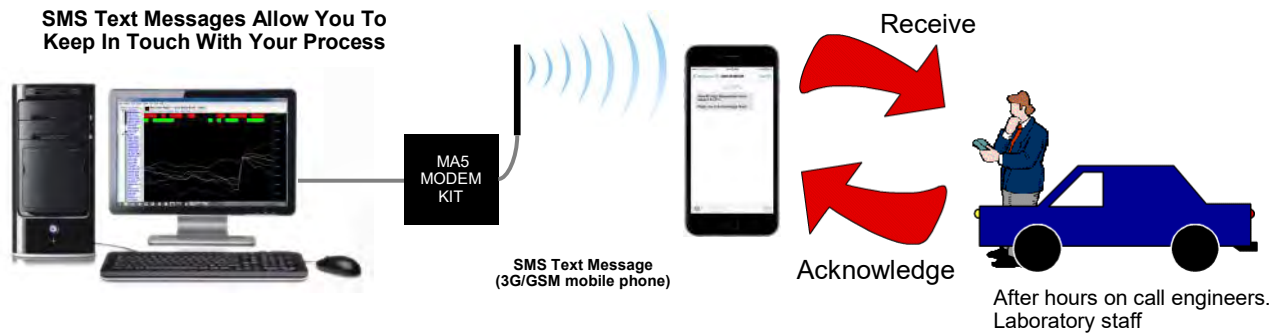 SMS Text Messages Allow You To
Keep In Touch With Your Process
Receive
MA5
MODEM
KIT
SMS Text Message
(3G/GSM mobile phone)
Acknowledge
After hours on call engineers.
Laboratory staff